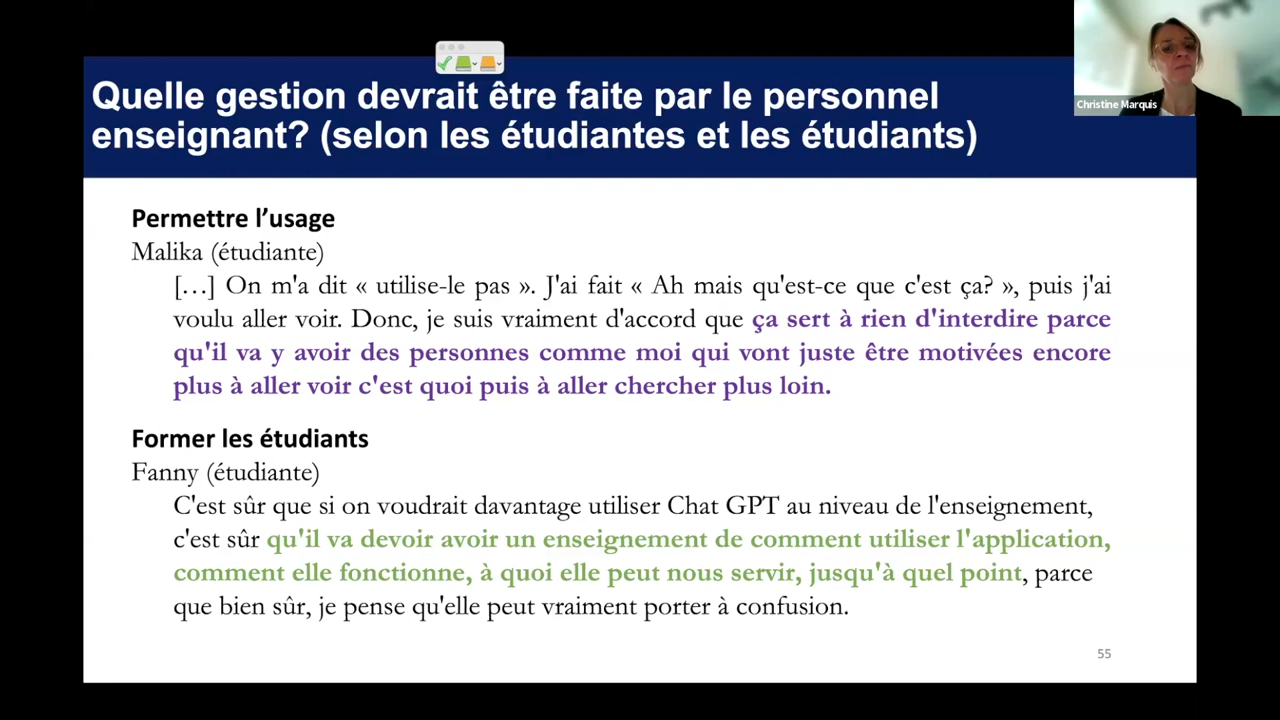 Christine Marquis
Quelle gestion devrait être faite par le personnel
enseignant? (selon les étudiantes et les étudiants)
Permettre l’usage
Malika (étudiante)
[…] On m'a dit « utilise-le pas ». J'ai fait « Ah mais qu'est-ce que c'est ça? », puis j'ai
voulu aller voir. Donc, je suis vraiment d'accord que ça sert à rien d'interdire parce
qu'il va y avoir des personnes comme moi qui vont juste être motivées encore
plus à aller voir c'est quoi puis à aller chercher plus loin.
Former les étudiants
Fanny (étudiante)
C'est sûr que si on voudrait davantage utiliser Chat GPT au niveau de l'enseignement,
c'est sûr qu'il va devoir avoir un enseignement de comment utiliser l'application,
comment elle fonctionne, à quoi elle peut nous servir, jusqu'à quel point, parce
que bien sûr, je pense qu'elle peut vraiment porter à confusion.
55